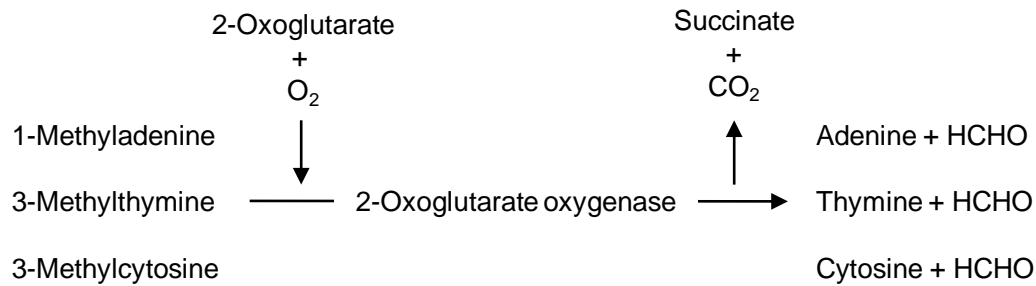 2-Oxoglutarate
+
O₂
Succinate
+
CO₂
1-Methyladenine
Adenine + HCHO
3-Methylthymine
2-Oxoglutarate oxygenase
Thymine + HCHO
3-Methylcytosine
Cytosine + HCHO